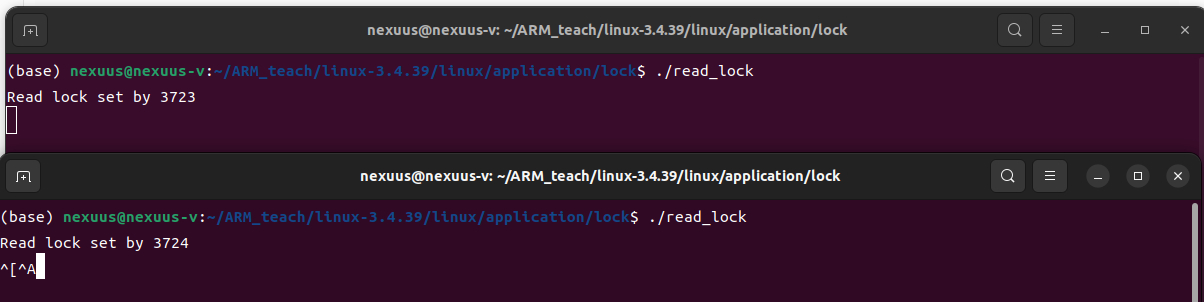 nexuus@nexuus-v: ~/ARM_teach/linux-3.4.39/linux/application/lock
(base) nexuus@nexuus-v:~/ARM_teach/linux-3.4.39/linux/application/lock$ ./read_lock
Read lock set by 3723
nexuus@nexuus-v: ~/ARM_teach/linux-3.4.39/linux/application/lock
(base) nexuus@nexuus-v:~/ARM_teach/linux-3.4.39/linux/application/lock$ ./read_lock
Read lock set by 3724
^[^A